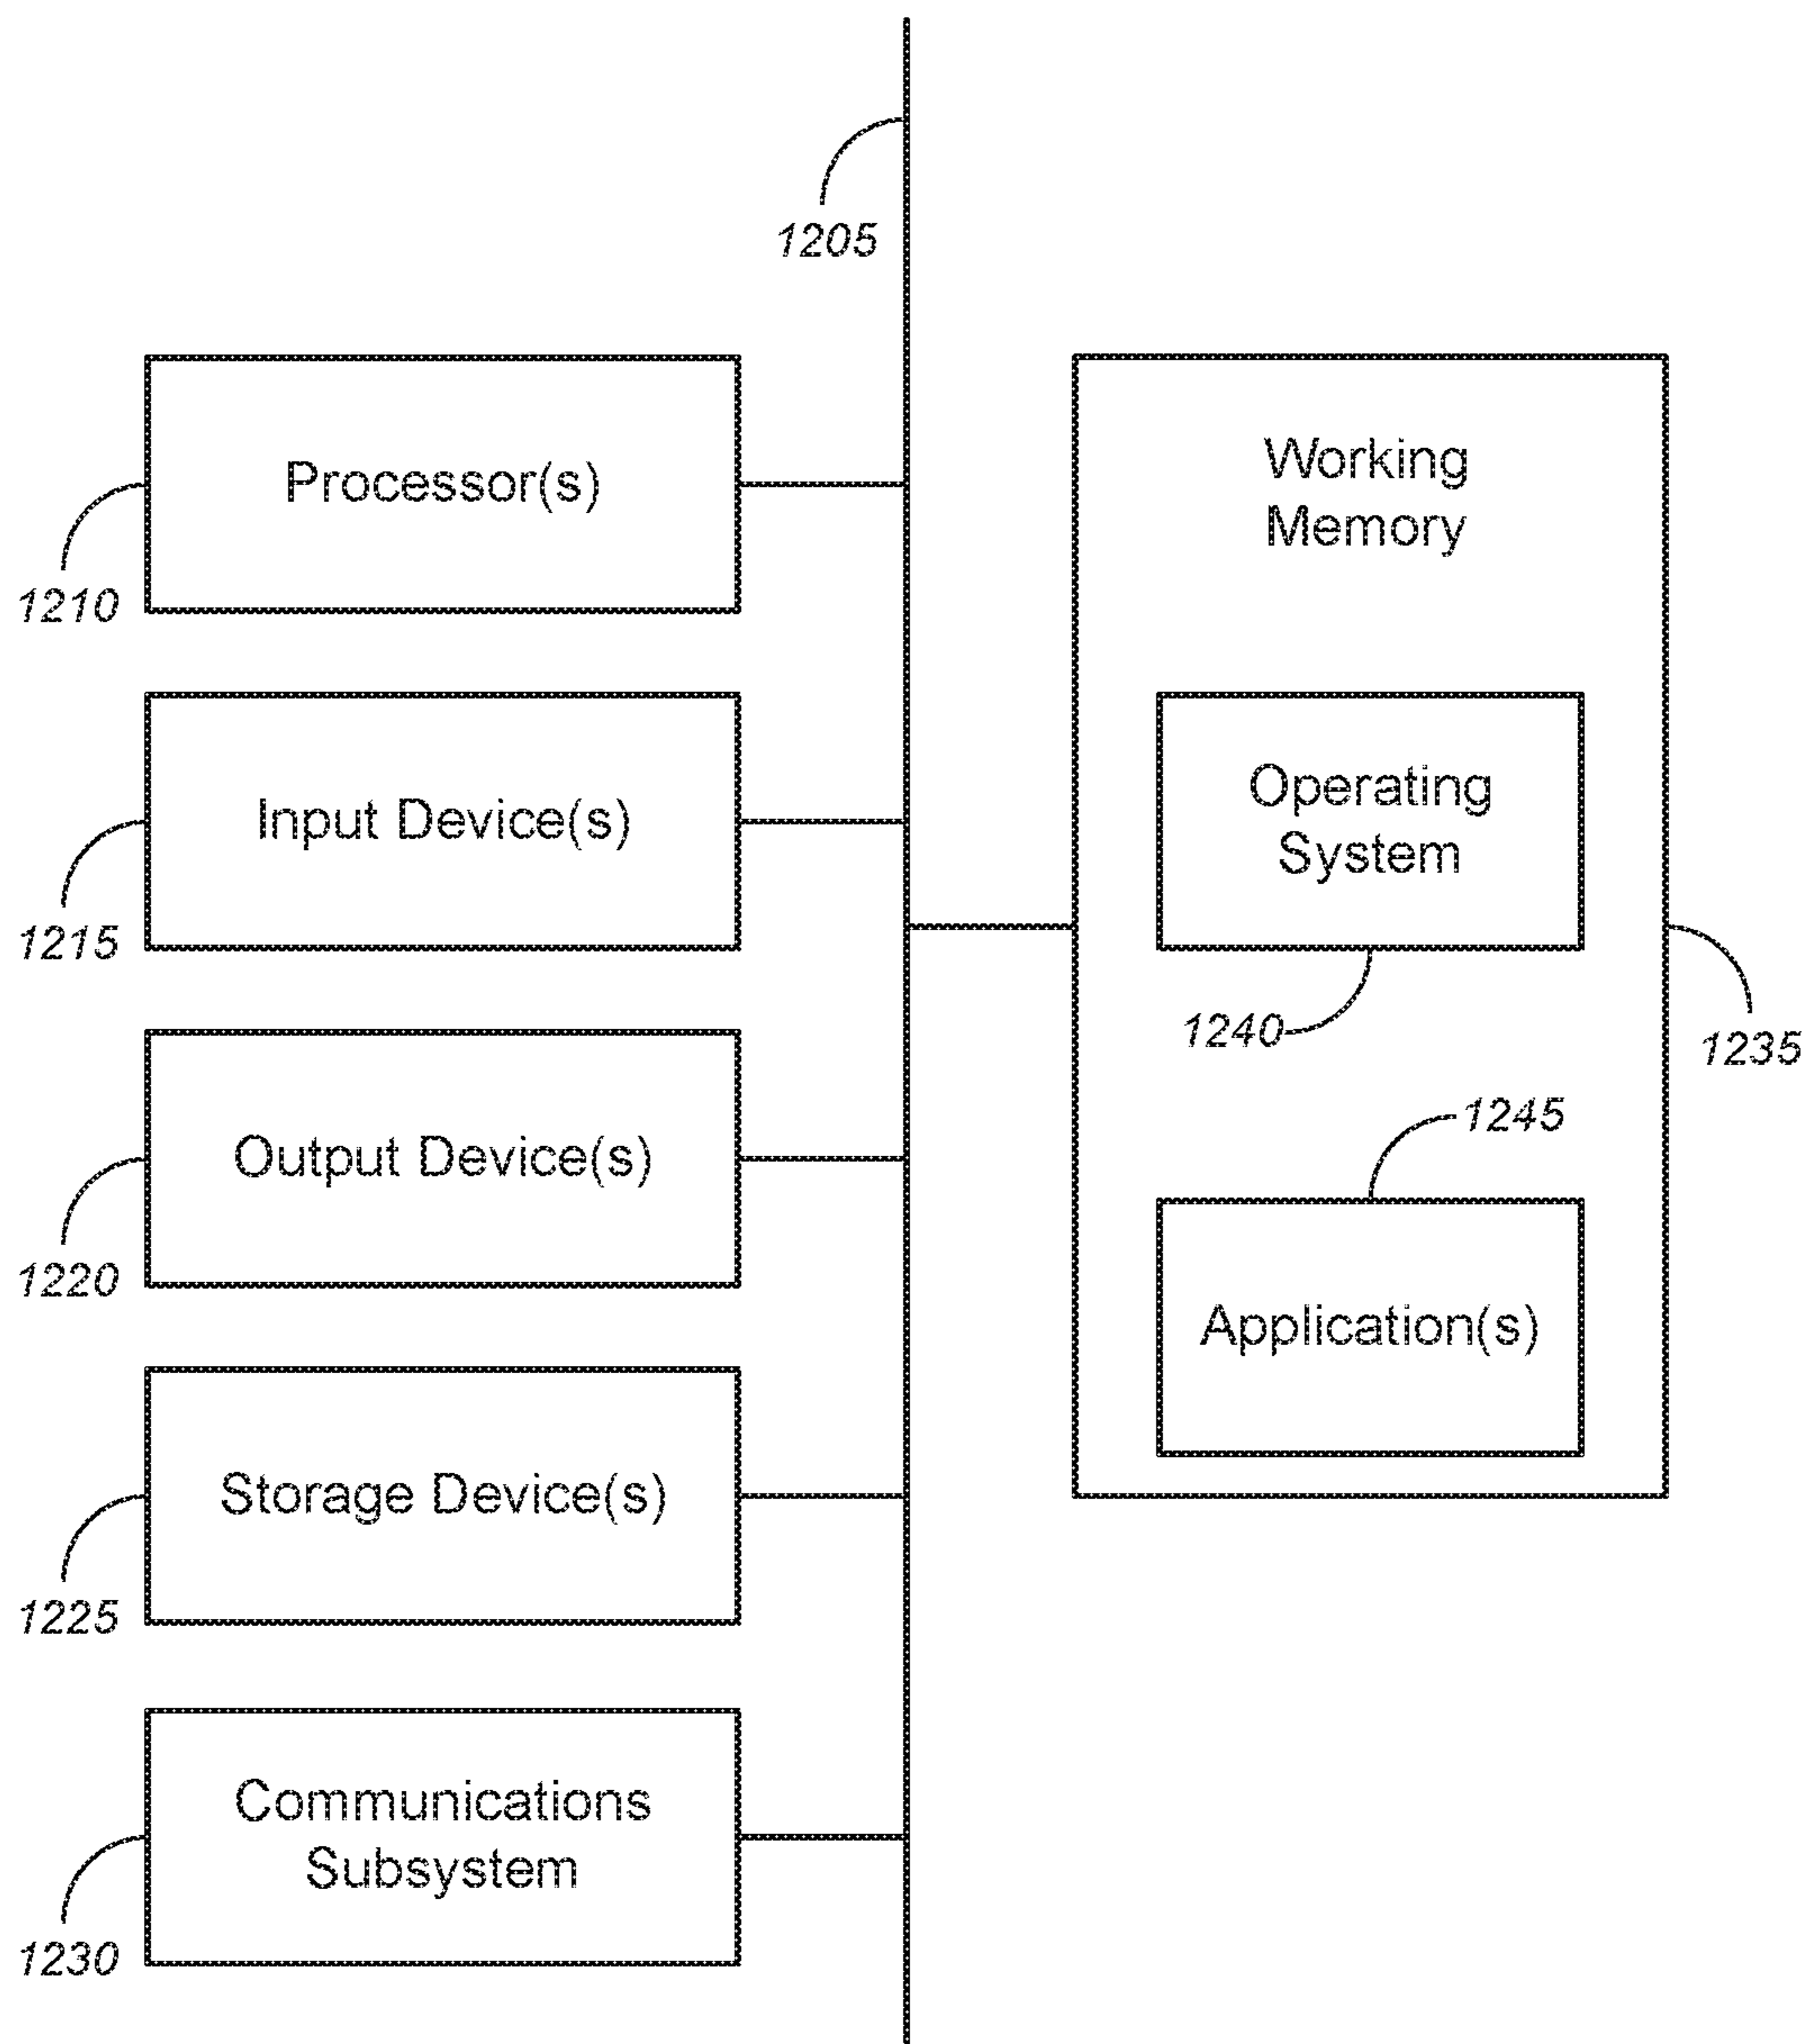 1205
Processor(s)
1210
Input Device(s)
1215
Output Device(s)
1220
Storage Device(s)
1225
Communications
Subsystem
1230
Working
Memory
Operating
System
1240
1235
1245
Application(s)